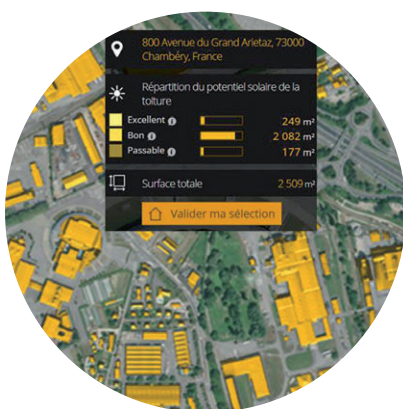 800 Avenue du Grand Arietaz, 73000
Chambéry, France
Répartition du potentiel solaire de la
toiture
Excellent 249 m²
Bon 2 082 m²
Passable 177 m²
Surface totale 2 509 m²
Valider ma sélection